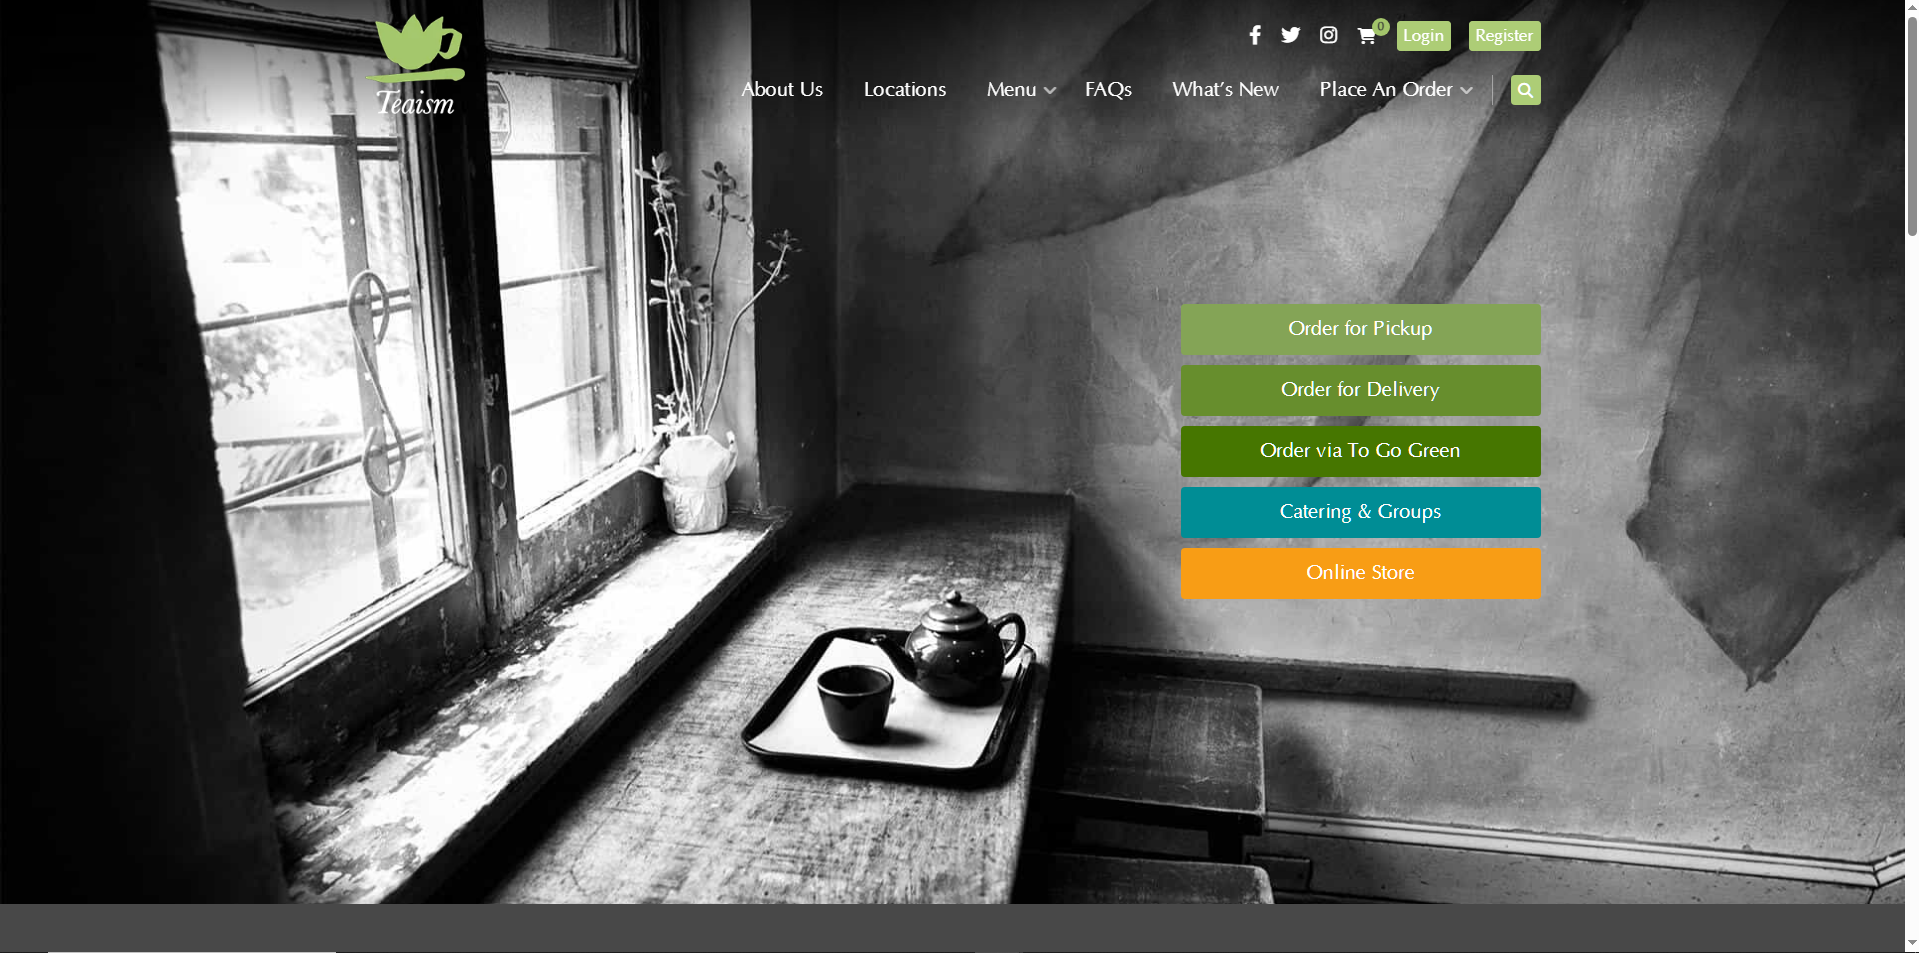 0
Login
Register
Teaism
About Us
Locations
Menu
FAQs
What's New
Place An Order
Order for Pickup
Order for Delivery
Order via To Go Green
Catering & Groups
Online Store